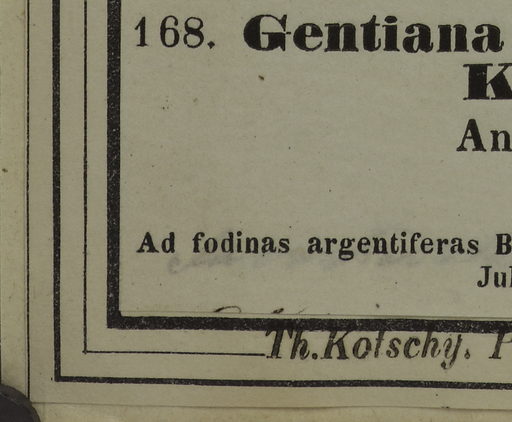 168. Gentiana
K
An
Ad fodinas argentiferas B
Jul
Th. Kotschy. P